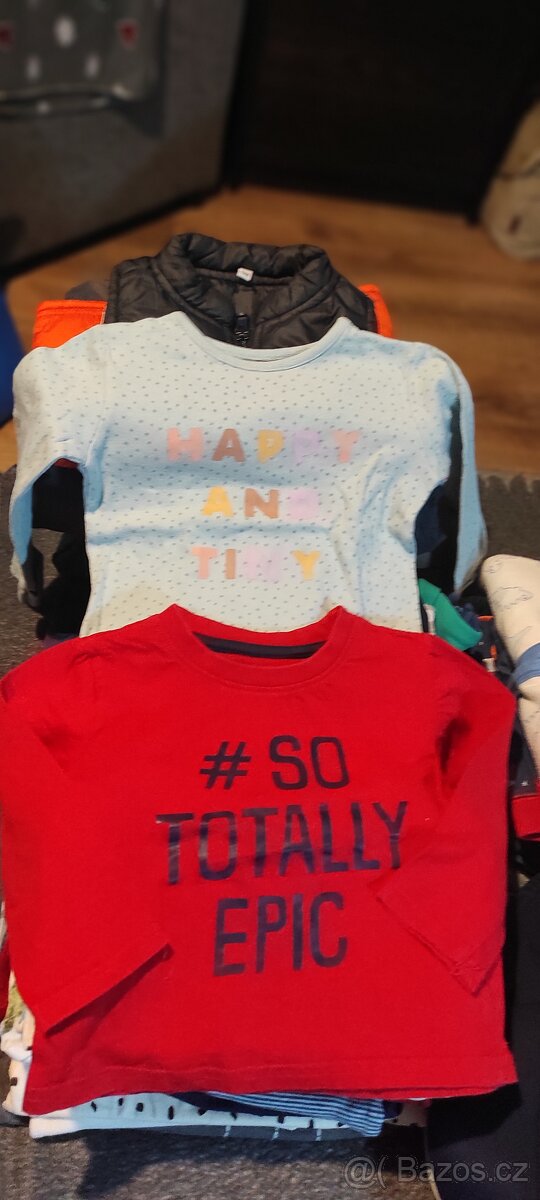 HAPPY
AND
TINY
# SO
TOTALLY
EPIC
@( Bazos.cz